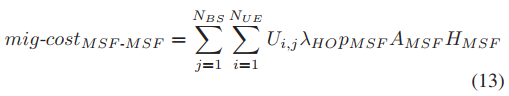 mig-cost_{MSF-MSF} = \sum_{j=1}^{N_{BS}} \sum_{i=1}^{N_{UE}} U_{i,j} \lambda_{HO} p_{MSF} A_{MSF} H_{MSF}
(13)